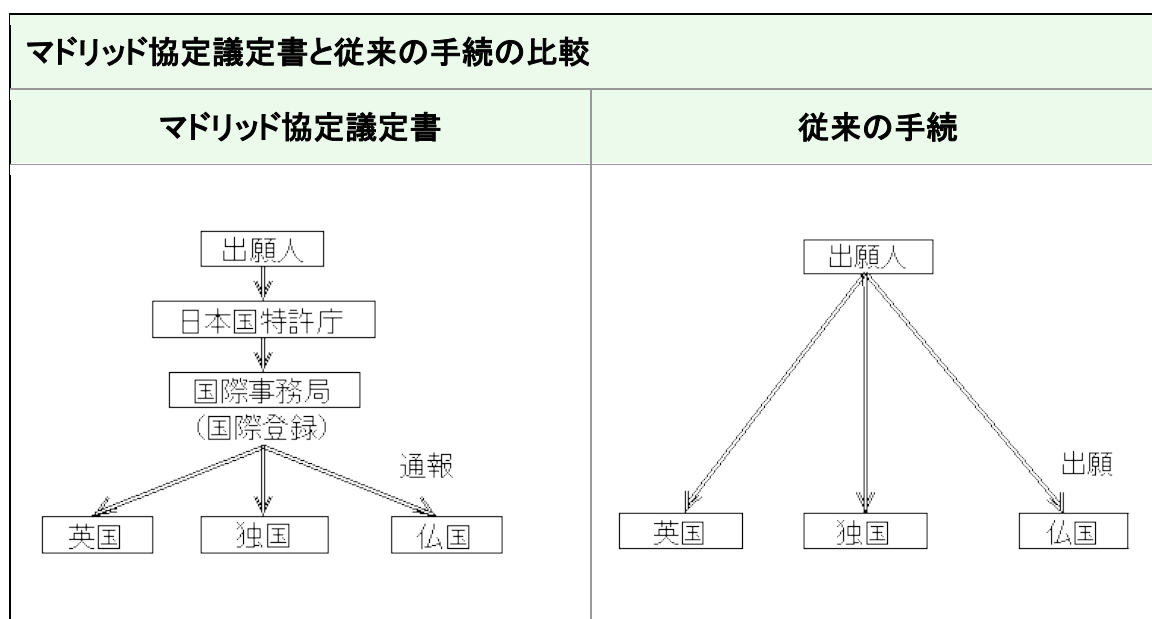 マドリッド協定議定書と従来の手続の比較
マドリッド協定議定書
従来の手続
出願人
日本国特許庁
国際事務局
(国際登録)
通報
英国
独国
仏国
出願人
出願
英国
独国
仏国